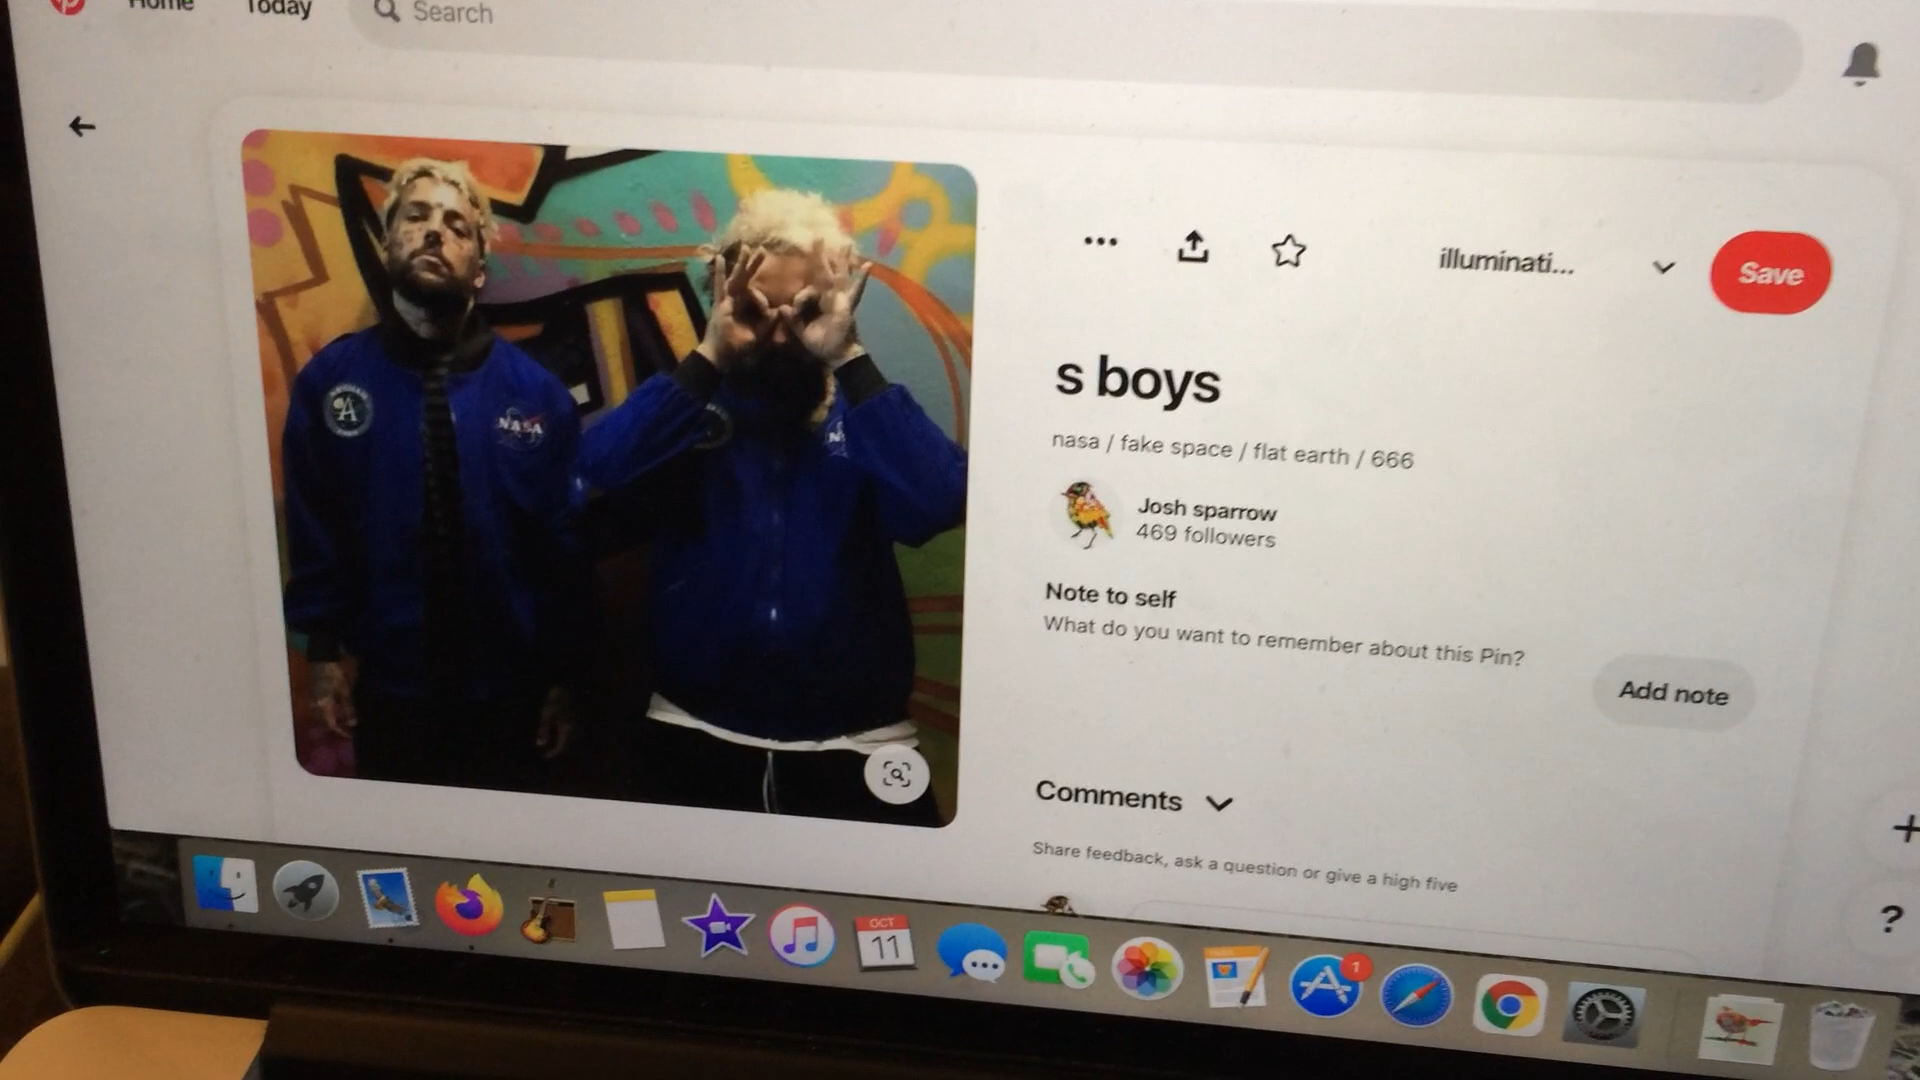 Home
Today
Search
illuminati...
Save
s boys
nasa / fake space / flat earth / 666
Josh sparrow
469 followers
Note to self
What do you want to remember about this Pin?
Add note
Comments
Share feedback, ask a question or give a high five
A
NASA
OCT
11
1
+
?